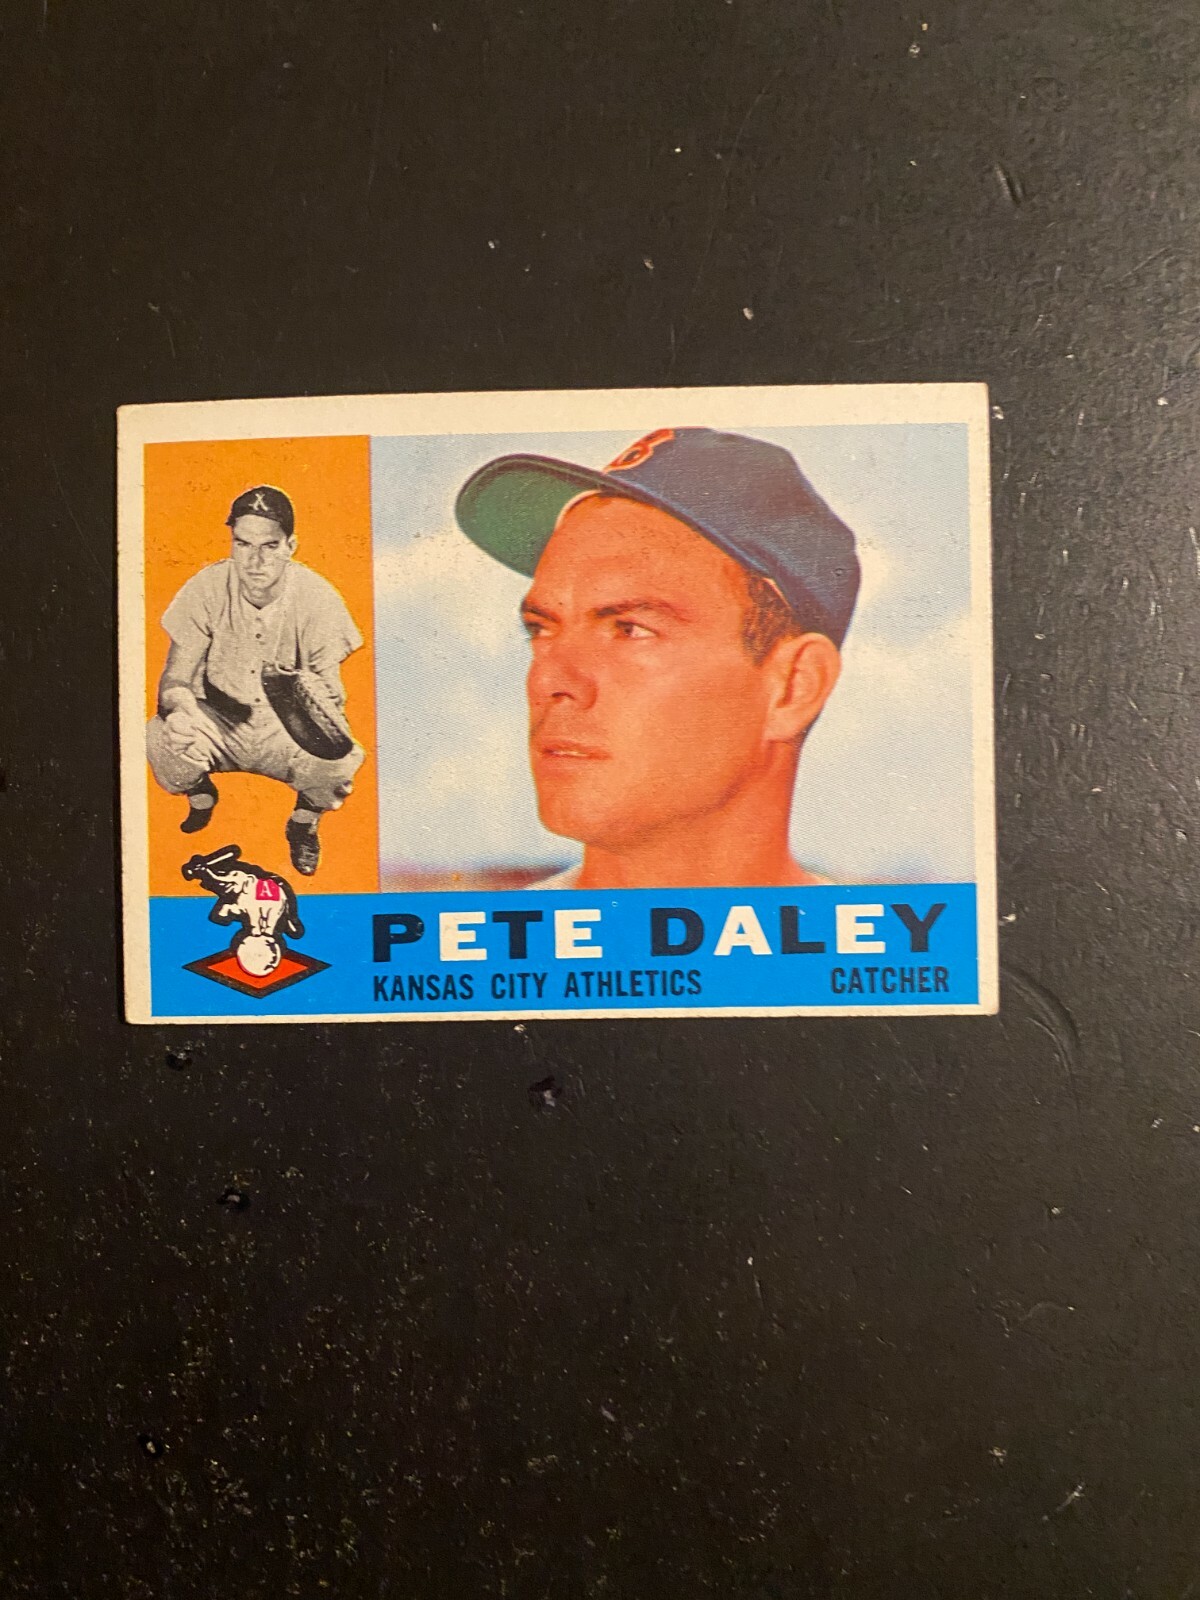 B
A
PETE DALEY
KANSAS CITY ATHLETICS CATCHER